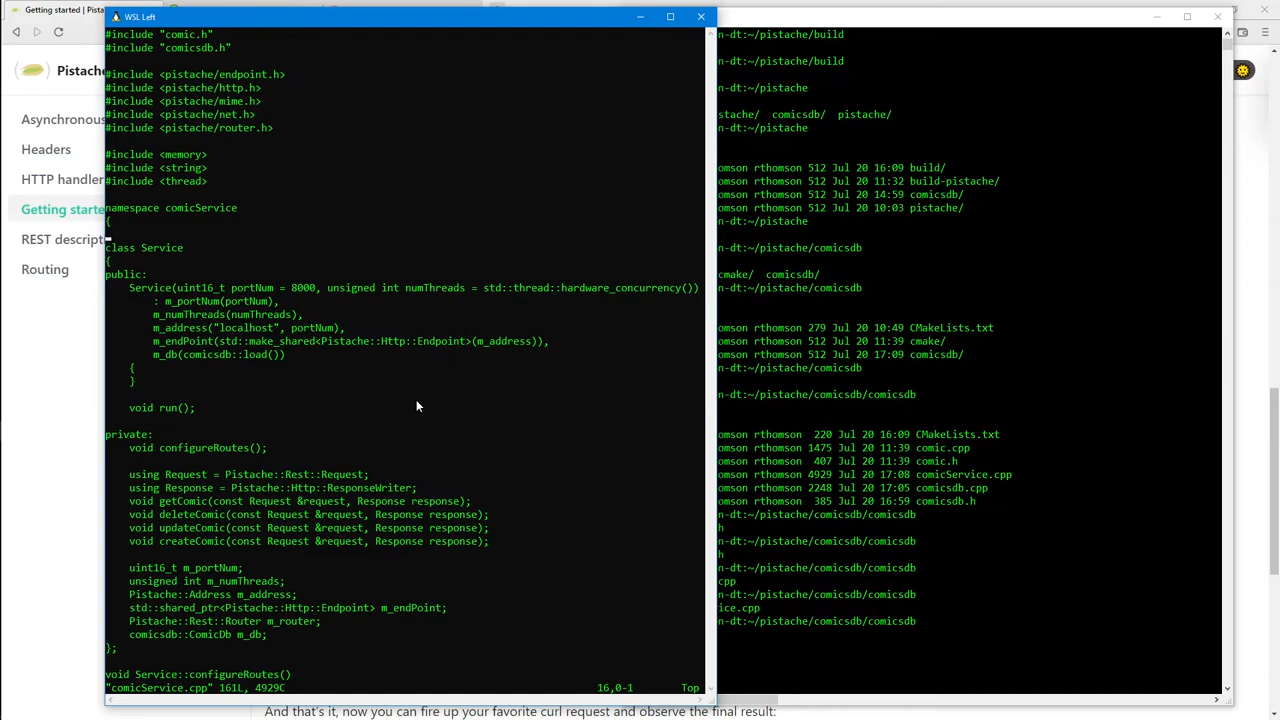 Getting started | Pista
Pistach
Asynchronous
Headers
HTTP handler
Getting starte
REST descript
Routing
WSL Left
#include "comic.h"
#include "comicsdb.h"
#include <pistache/endpoint.h>
#include <pistache/http.h>
#include <pistache/mime.h>
#include <pistache/net.h>
#include <pistache/router.h>
#include <memory>
#include <string>
#include <thread>
namespace comicService
{
class Service
{
public:
Service(uint16_t portNum = 8000, unsigned int numThreads = std::thread::hardware_concurrency())
: m_portNum(portNum),
m_numThreads(numThreads),
m_address("localhost", portNum),
m_endPoint(std::make_shared<Pistache::Http::Endpoint>(m_address)),
m_db(comicsdb::load())
{
}
void run();
private:
void configureRoutes();
using Request = Pistache::Rest::Request;
using Response = Pistache::Http::ResponseWriter;
void getComic(const Request &request, Response response);
void deleteComic(const Request &request, Response response);
void updateComic(const Request &request, Response response);
void createComic(const Request &request, Response response);
uint16_t m_portNum;
unsigned int m_numThreads;
Pistache::Address m_address;
std::shared_ptr<Pistache::Http::Endpoint> m_endPoint;
Pistache::Rest::Router m_router;
comicsdb::ComicDb m_db;
};
void Service::configureRoutes()
"comicService.cpp" 161L, 4929C 16,0-1 Top
n-dt:~/pistache/build
n-dt:~/pistache/build
n-dt:~/pistache
stache/ comicsdb/ pistache/
n-dt:~/pistache
homson rthomson 512 Jul 20 16:09 build/
homson rthomson 512 Jul 20 11:32 build-pistache/
homson rthomson 512 Jul 20 14:59 comicsdb/
homson rthomson 512 Jul 20 10:03 pistache/
n-dt:~/pistache
n-dt:~/pistache/comicsdb
cmake/ comicsdb/
n-dt:~/pistache/comicsdb
omson rthomson 279 Jul 20 10:49 CMakeLists.txt
omson rthomson 512 Jul 20 11:39 cmake/
omson rthomson 512 Jul 20 17:09 comicsdb/
n-dt:~/pistache/comicsdb
n-dt:~/pistache/comicsdb/comicsdb
omson rthomson 220 Jul 20 16:09 CMakeLists.txt
omson rthomson 1475 Jul 20 11:39 comic.cpp
omson rthomson 407 Jul 20 11:39 comic.h
omson rthomson 4929 Jul 20 17:08 comicService.cpp
omson rthomson 2248 Jul 20 17:05 comicsdb.cpp
omson rthomson 385 Jul 20 16:59 comicsdb.h
n-dt:~/pistache/comicsdb/comicsdb
h
n-dt:~/pistache/comicsdb/comicsdb
h
n-dt:~/pistache/comicsdb/comicsdb
cpp
n-dt:~/pistache/comicsdb/comicsdb
ice.cpp
n-dt:~/pistache/comicsdb/comicsdb
And that's it, now you can fire up your favorite curl request and observe the final result: